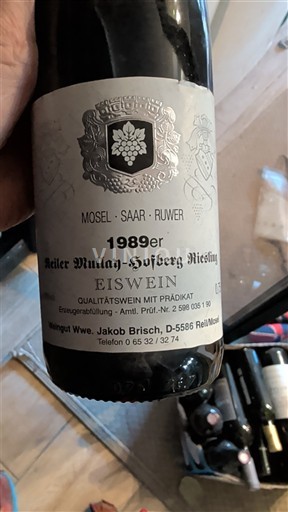 MOSEL · SAAR · RUWER
1989er
Reiler Mullay-Hofberg Riesling
EISWEIN
QUALITÄTSWEIN MIT PRÄDIKAT
Erzeugerabfüllung - Amtl. Prüf.-Nr. 2 598 035 1 90
Weingut Wwe. Jakob Brisch, D-5586 Reil/Mosel
Telefon 0 65 32 / 32 74